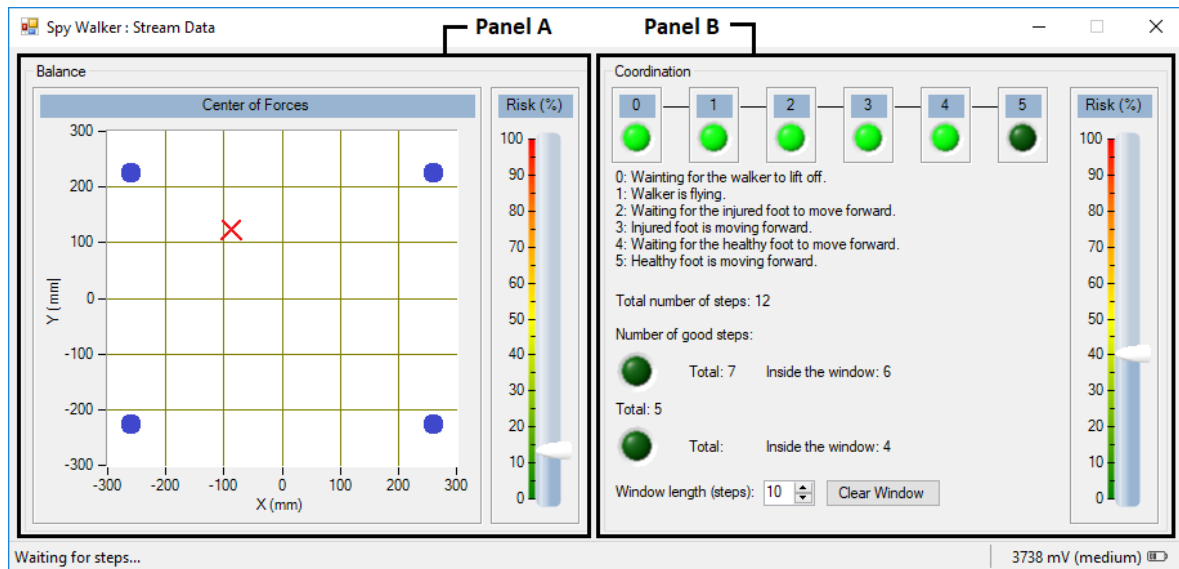 Spy Walker : Stream Data
Panel A
Panel B
Balance
Center of Forces
Risk (%)
300
200
100
0
-100
-200
-300
Y (mm|
-300 -200 -100 0 100 200 300
X (mm)
100
90
80
70
60
50
40
30
20
10
0
Coordination
0 1 2 3 4 5
Risk (%)
0: Wainting for the walker to lift off.
1: Walker is flying.
2: Waiting for the injured foot to move forward.
3: Injured foot is moving forward.
4: Waiting for the healthy foot to move forward.
5: Healthy foot is moving forward.
Total number of steps: 12
Number of good steps:
Total: 7 Inside the window: 6
Total: 5
Total: Inside the window: 4
Window length (steps): 10 Clear Window
100
90
80
70
60
50
40
30
20
10
0
Waiting for steps...
3738 mV (medium)